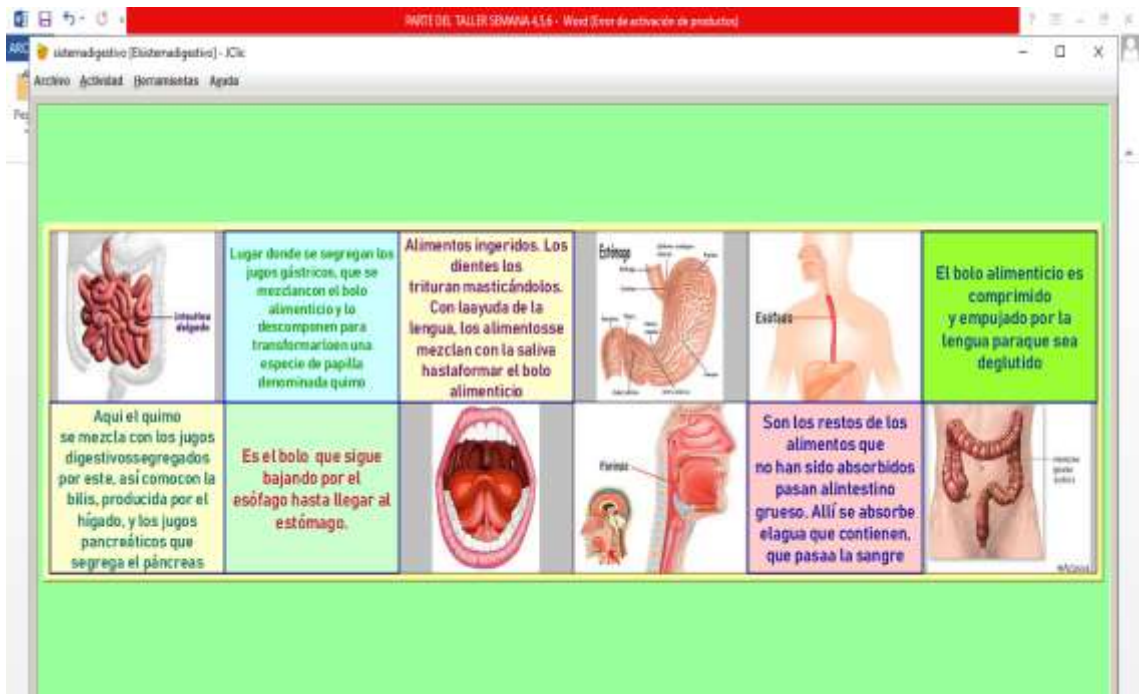 PARTE DEL TALLER SEMANA 4,5,6 - Word (Error de activación de productos)
sistemadigestivo [Elsistemadigestivo] - JClic
Archivo Actividad Herramientas Ayuda
Intestino
delgado
Lugar donde se segregan los
jugos gástricos, que se
mezclancon el bolo
alimenticio y lo
descomponen para
transformarloen una
especie de papilla
denominada quimo
Alimentos ingeridos. Los
dientes los
trituran masticándolos.
Con laayuda de la
lengua, los alimentosse
mezclan con la saliva
hastaformar el bolo
alimenticio
Estómago
Esófago
El bolo alimenticio es
comprimido
y empujado por la
lengua paraque sea
deglutido
Aquí el quimo
se mezcla con los jugos
digestivossegregados
por este, así comocon la
bilis, producida por el
hígado, y los jugos
pancreáticos que
segrega el páncreas
Es el bolo que sigue
bajando por el
esófago hasta llegar al
estómago.
Faringe
Son los restos de los
alimentos que
no han sido absorbidos
pasan alintestino
grueso. Allí se absorbe
elagua que contienen,
que pasaa la sangre